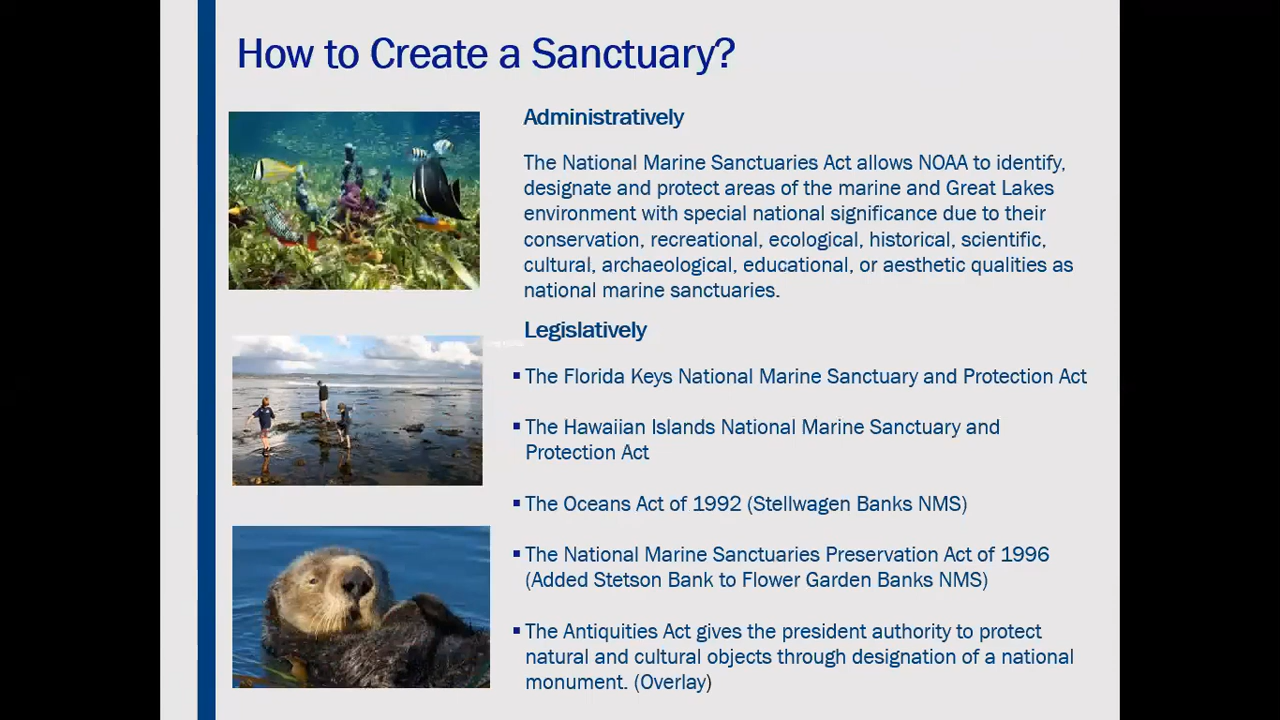 How to Create a Sanctuary?
Administratively
The National Marine Sanctuaries Act allows NOAA to identify,
designate and protect areas of the marine and Great Lakes
environment with special national significance due to their
conservation, recreational, ecological, historical, scientific,
cultural, archaeological, educational, or aesthetic qualities as
national marine sanctuaries.
Legislatively
▪ The Florida Keys National Marine Sanctuary and Protection Act
▪ The Hawaiian Islands National Marine Sanctuary and
Protection Act
▪ The Oceans Act of 1992 (Stellwagen Banks NMS)
▪ The National Marine Sanctuaries Preservation Act of 1996
(Added Stetson Bank to Flower Garden Banks NMS)
▪ The Antiquities Act gives the president authority to protect
natural and cultural objects through designation of a national
monument. (Overlay)